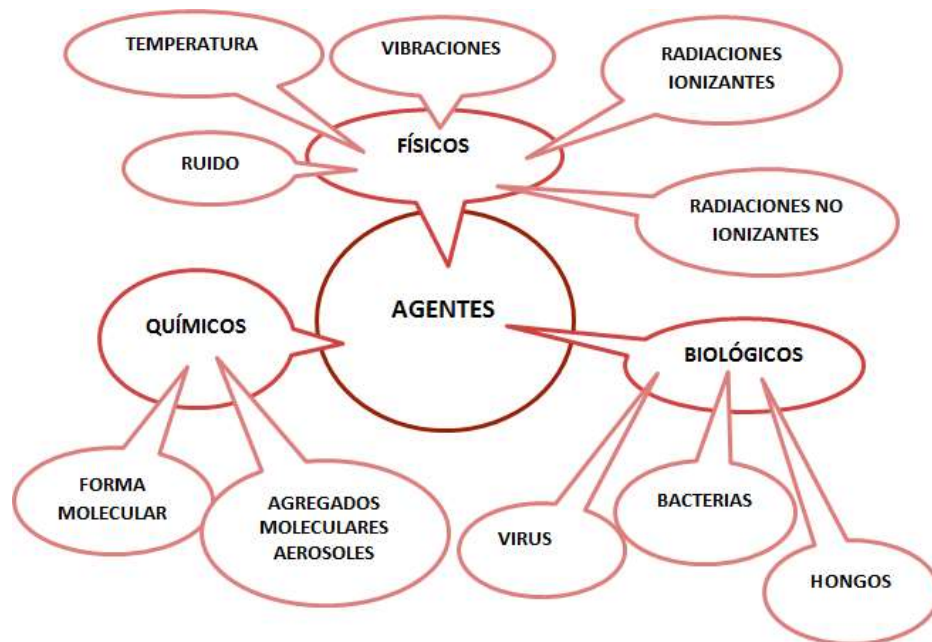 TEMPERATURA
VIBRACIONES
RADIACIONES
IONIZANTES
FÍSICOS
RUIDO
RADIACIONES NO
IONIZANTES
AGENTES
QUÍMICOS
BIOLÓGICOS
FORMA
MOLECULAR
AGREGADOS
MOLECULARES
AEROSOLES
VIRUS
BACTERIAS
HONGOS